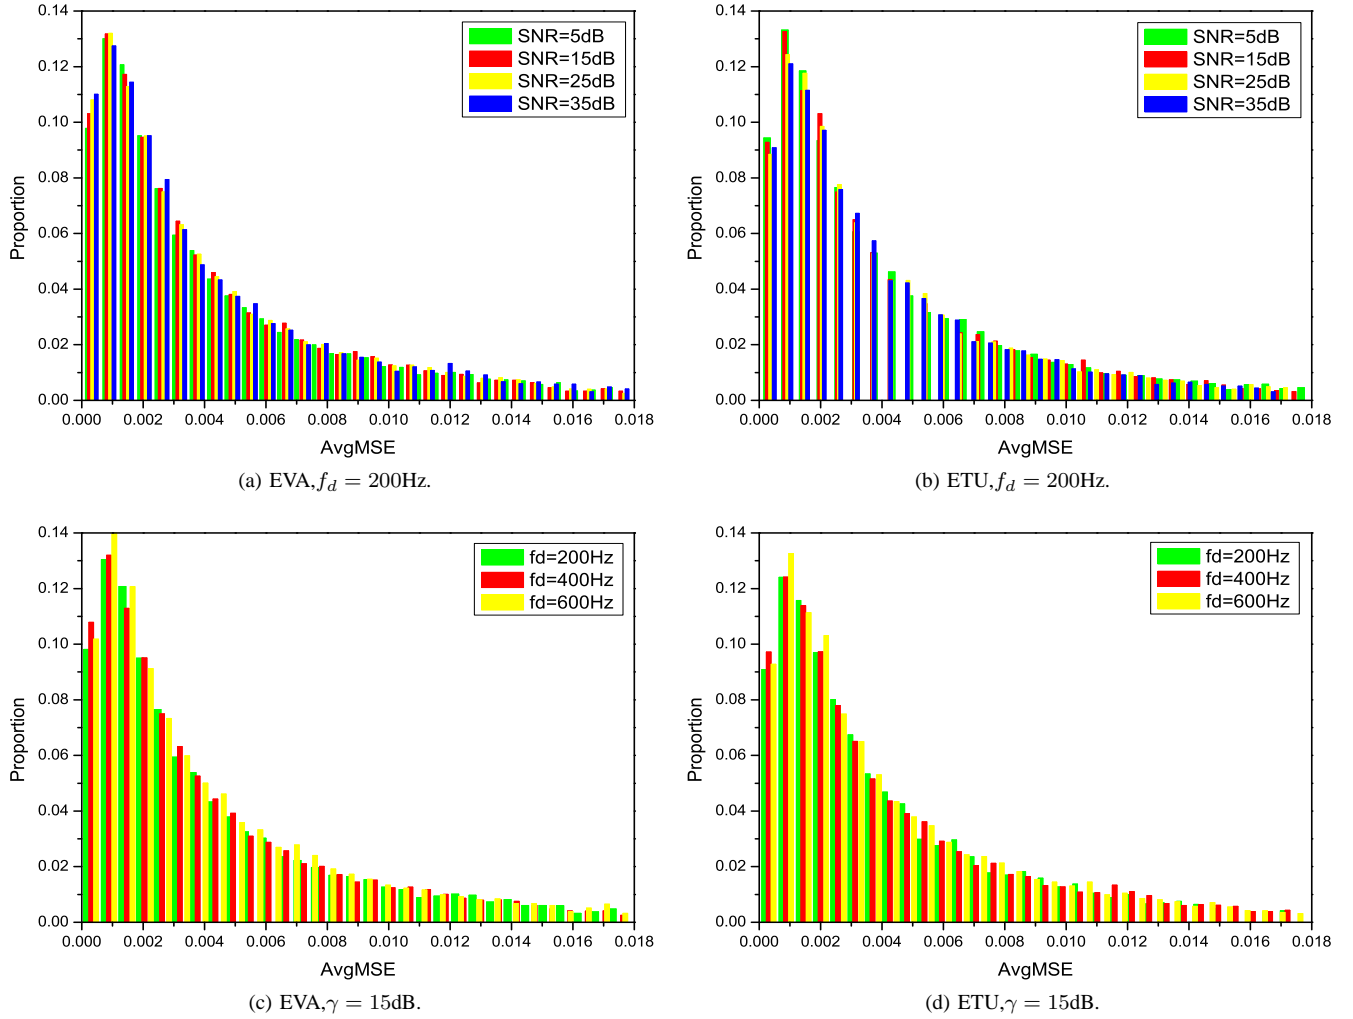 0.14
0.12
0.10
0.08
0.06
0.04
0.02
0.00
Proportion
SNR=5dB
SNR=15dB
SNR=25dB
SNR=35dB
0.000 0.002 0.004 0.006 0.008 0.010 0.012 0.014 0.016 0.018
AvgMSE
(a) EVA,f_d = 200Hz.
0.14
0.12
0.10
0.08
0.06
0.04
0.02
0.00
Proportion
SNR=5dB
SNR=15dB
SNR=25dB
SNR=35dB
0.000 0.002 0.004 0.006 0.008 0.010 0.012 0.014 0.016 0.018
AvgMSE
(b) ETU,f_d = 200Hz.
0.14
0.12
0.10
0.08
0.06
0.04
0.02
0.00
Proportion
fd=200Hz
fd=400Hz
fd=600Hz
0.000 0.002 0.004 0.006 0.008 0.010 0.012 0.014 0.016 0.018
AvgMSE
(c) EVA,γ = 15dB.
0.14
0.12
0.10
0.08
0.06
0.04
0.02
0.00
Proportion
fd=200Hz
fd=400Hz
fd=600Hz
0.000 0.002 0.004 0.006 0.008 0.010 0.012 0.014 0.016 0.018
AvgMSE
(d) ETU,γ = 15dB.